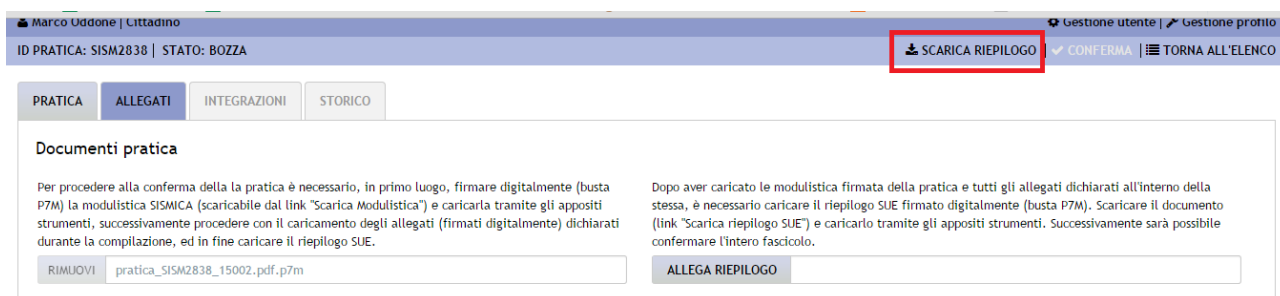 Marco Oddone | Cittadino Gestione utente | Gestione profilo
ID PRATICA: SISM2838 | STATO: BOZZA SCARICA RIEPILOGO | CONFERMA | TORNA ALL'ELENCO
PRATICA ALLEGATI INTEGRAZIONI STORICO
Documenti pratica
Per procedere alla conferma della la pratica è necessario, in primo luogo, firmare digitalmente (busta
P7M) la modulistica SISMICA (scaricabile dal link "Scarica Modulistica") e caricarla tramite gli appositi
strumenti, successivamente procedere con il caricamento degli allegati (firmati digitalmente) dichiarati
durante la compilazione, ed in fine caricare il riepilogo SUE.
RIMUOVI pratica_SISM2838_15002.pdf.p7m
Dopo aver caricato le modulistica firmata della pratica e tutti gli allegati dichiarati all'interno della
stessa, è necessario caricare il riepilogo SUE firmato digitalmente (busta P7M). Scaricare il documento
(link "Scarica riepilogo SUE") e caricarlo tramite gli appositi strumenti. Successivamente sarà possibile
confermare l'intero fascicolo.
ALLEGA RIEPILOGO